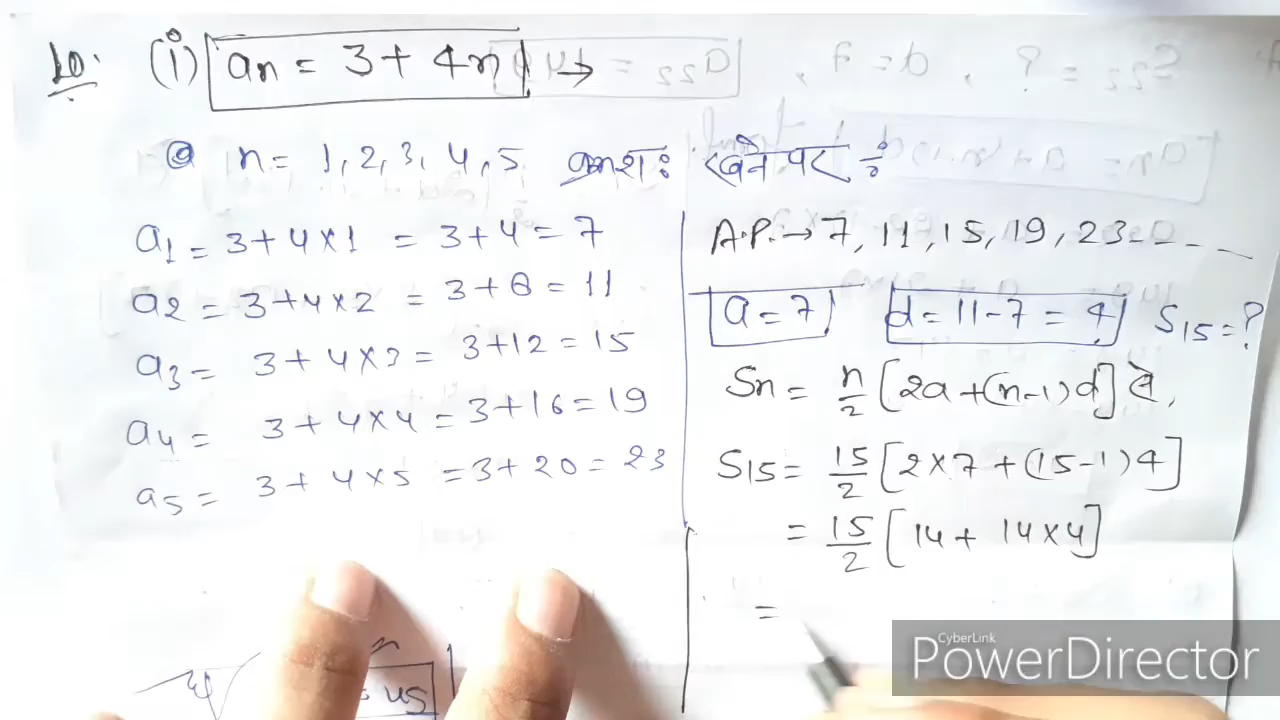 10. (i) an = 3 + 4n →
n = 1, 2, 3, 4, 5 क्रमशः रखने पर ÷
a1 = 3 + 4 × 1 = 3 + 4 = 7
a2 = 3 + 4 × 2 = 3 + 8 = 11
a3 = 3 + 4 × 3 = 3 + 12 = 15
a4 = 3 + 4 × 4 = 3 + 16 = 19
a5 = 3 + 4 × 5 = 3 + 20 = 23
A.P. → 7, 11, 15, 19, 23 - - - -
a = 7 d = 11 - 7 = 4 S15 = ?
Sn = n/2 [2a + (n-1) d] से,
S15 = 15/2 [2 × 7 + (15-1) 4]
= 15/2 [14 + 14 × 4]
=
CyberLink
PowerDirector